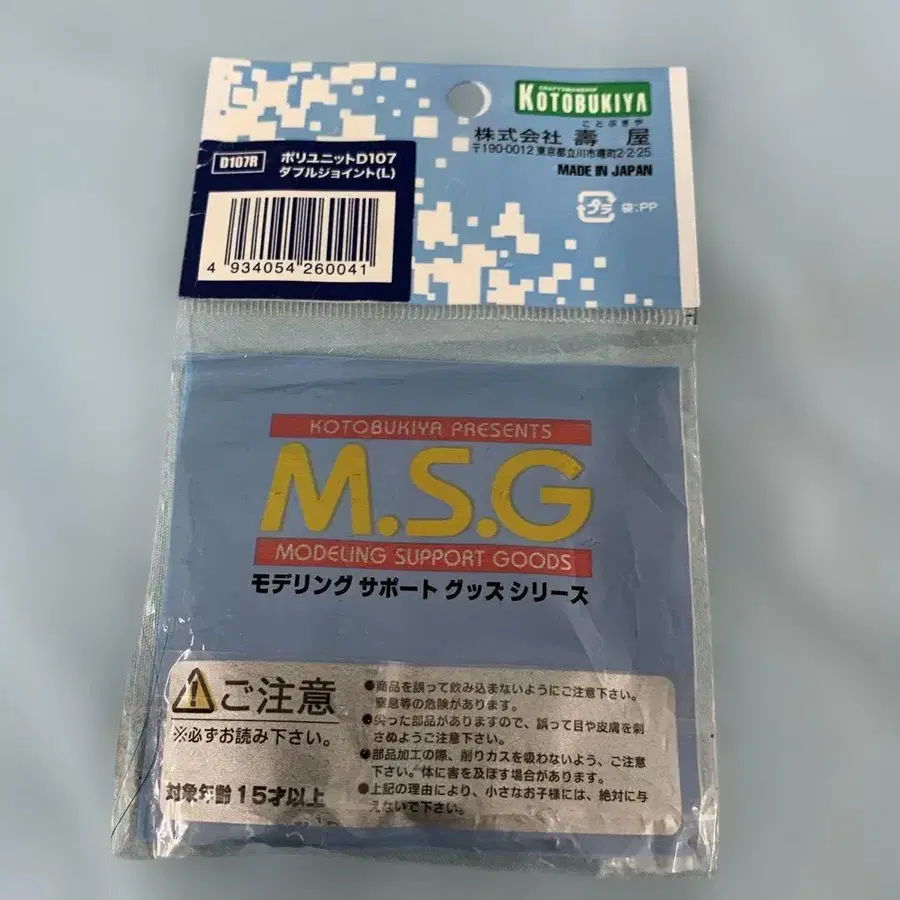 CRAFTSMANSHIP
KOTOBUKIYA
ことぶきや
株式会社 壽屋
〒190-0012 東京都立川市曙町2-2-25
MADE IN JAPAN
プラ 袋:PP
D107R
ポリユニットD107
ダブルジョイント(L)
4 934054 260041
KOTOBUKIYA PRESENTS
M.S.G
MODELING SUPPORT GOODS
モデリング サポート グッズ シリーズ
ご注意
※必ずお読み下さい。
対象年齢15才以上
●商品を誤って飲み込まないようにご注意下さい。
窒息等の危険があります。
●尖った部品がありますので、誤って目や皮膚を刺
さぬようご注意下さい。
●部品加工の際、削りカスを吸わないよう、ご注意
下さい。体に害を及ぼす場合があります。
●上記の理由により、小さなお子様には、絶対に与
えないで下さい。